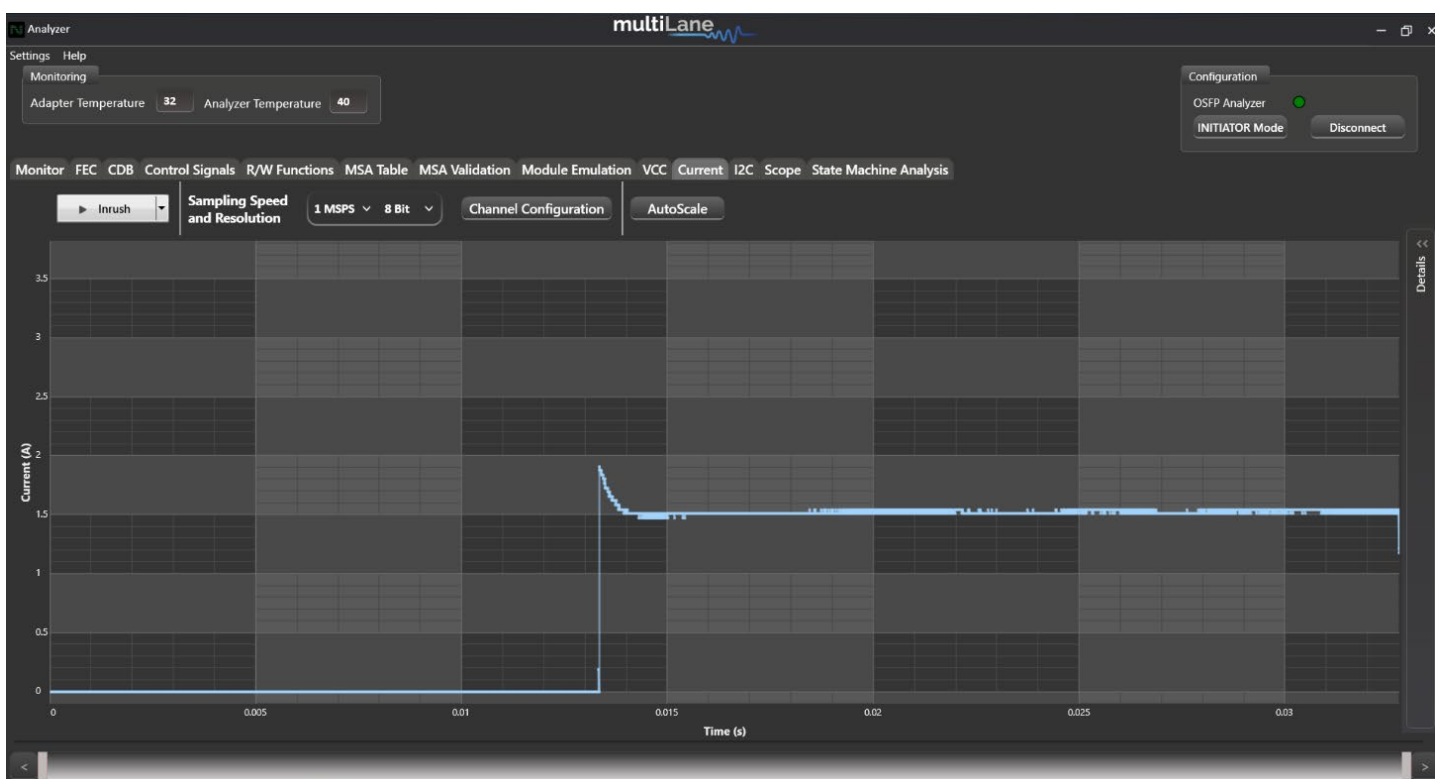 Analyzer
multiLane
Settings Help
Monitoring
Adapter Temperature 32 Analyzer Temperature 40
Configuration
OSFP Analyzer
INITIATOR Mode Disconnect
Monitor FEC CDB Control Signals R/W Functions MSA Table MSA Validation Module Emulation VCC Current I2C Scope State Machine Analysis
Inrush
Sampling Speed
and Resolution
1 MSPS 8 Bit
Channel Configuration
AutoScale
Details
Current (A)
3.5
3
2.5
2
1.5
1
0.5
0
0 0.005 0.01 0.015 0.02 0.025 0.03
Time (s)